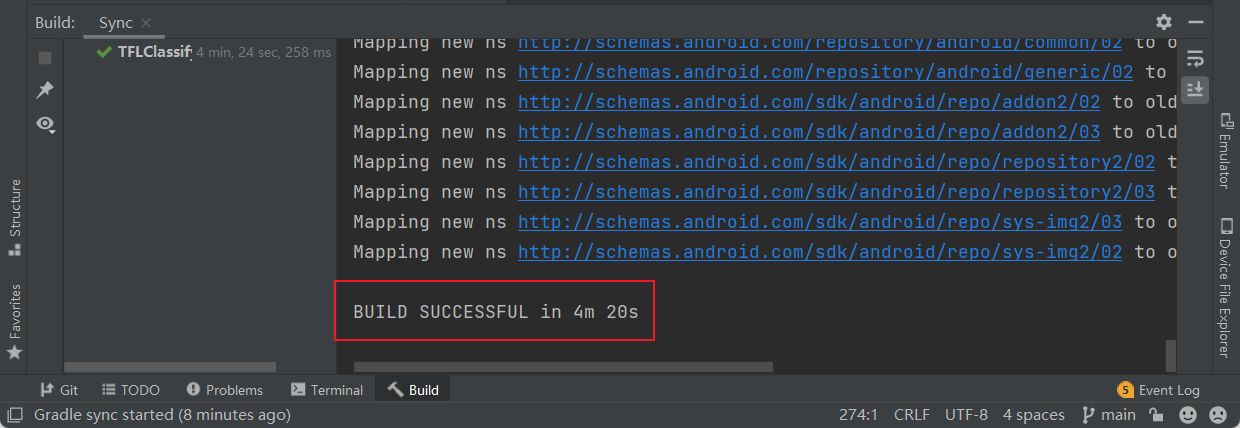 Build: Sync
TFLClassify 4 min, 24 sec, 258 ms
Mapping new ns http://schemas.android.com/repository/android/common/02 to o
Mapping new ns http://schemas.android.com/repository/android/generic/02 to
Mapping new ns http://schemas.android.com/sdk/android/repo/addon2/02 to old
Mapping new ns http://schemas.android.com/sdk/android/repo/addon2/03 to old
Mapping new ns http://schemas.android.com/sdk/android/repo/repository2/02 t
Mapping new ns http://schemas.android.com/sdk/android/repo/repository2/03 t
Mapping new ns http://schemas.android.com/sdk/android/repo/sys-img2/03 to o
Mapping new ns http://schemas.android.com/sdk/android/repo/sys-img2/02 to o
BUILD SUCCESSFUL in 4m 20s
Structure
Favorites
Emulator
Device File Explorer
Git TODO Problems Terminal Build 5 Event Log
Gradle sync started (8 minutes ago) 274:1 CRLF UTF-8 4 spaces main